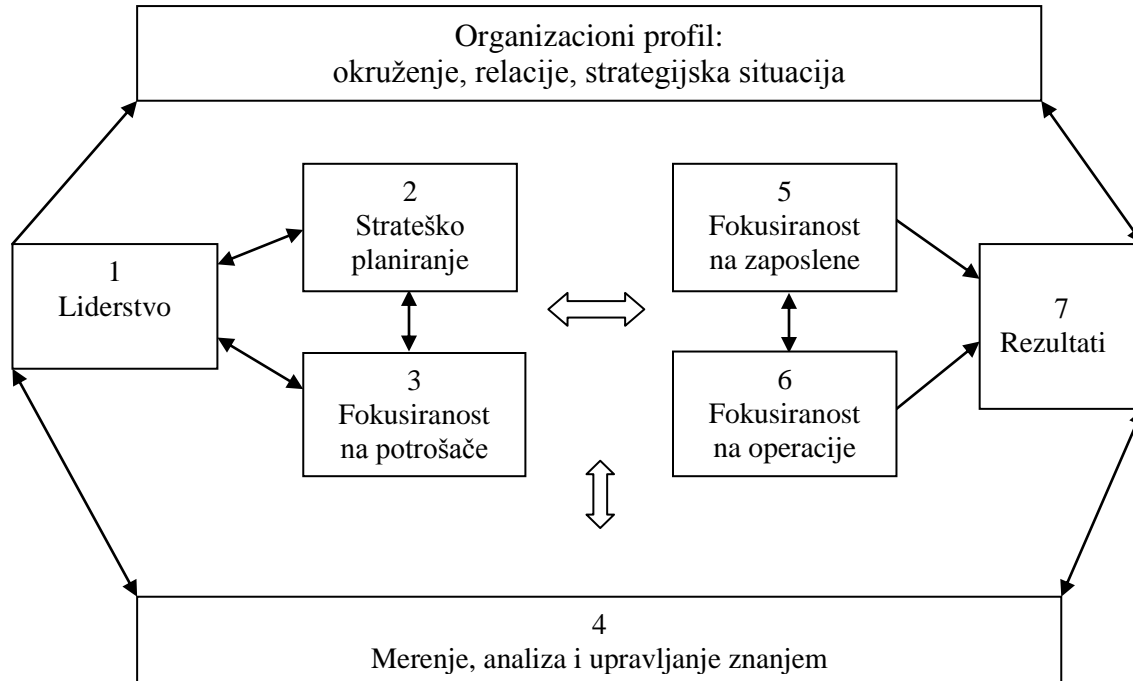 Organizacioni profil:
okruženje, relacije, strategijska situacija
1
Liderstvo
2
Strateško
planiranje
3
Fokusiranost
na potrošače
5
Fokusiranost
na zaposlene
6
Fokusiranost
na operacije
7
Rezultati
4
Merenje, analiza i upravljanje znanjem